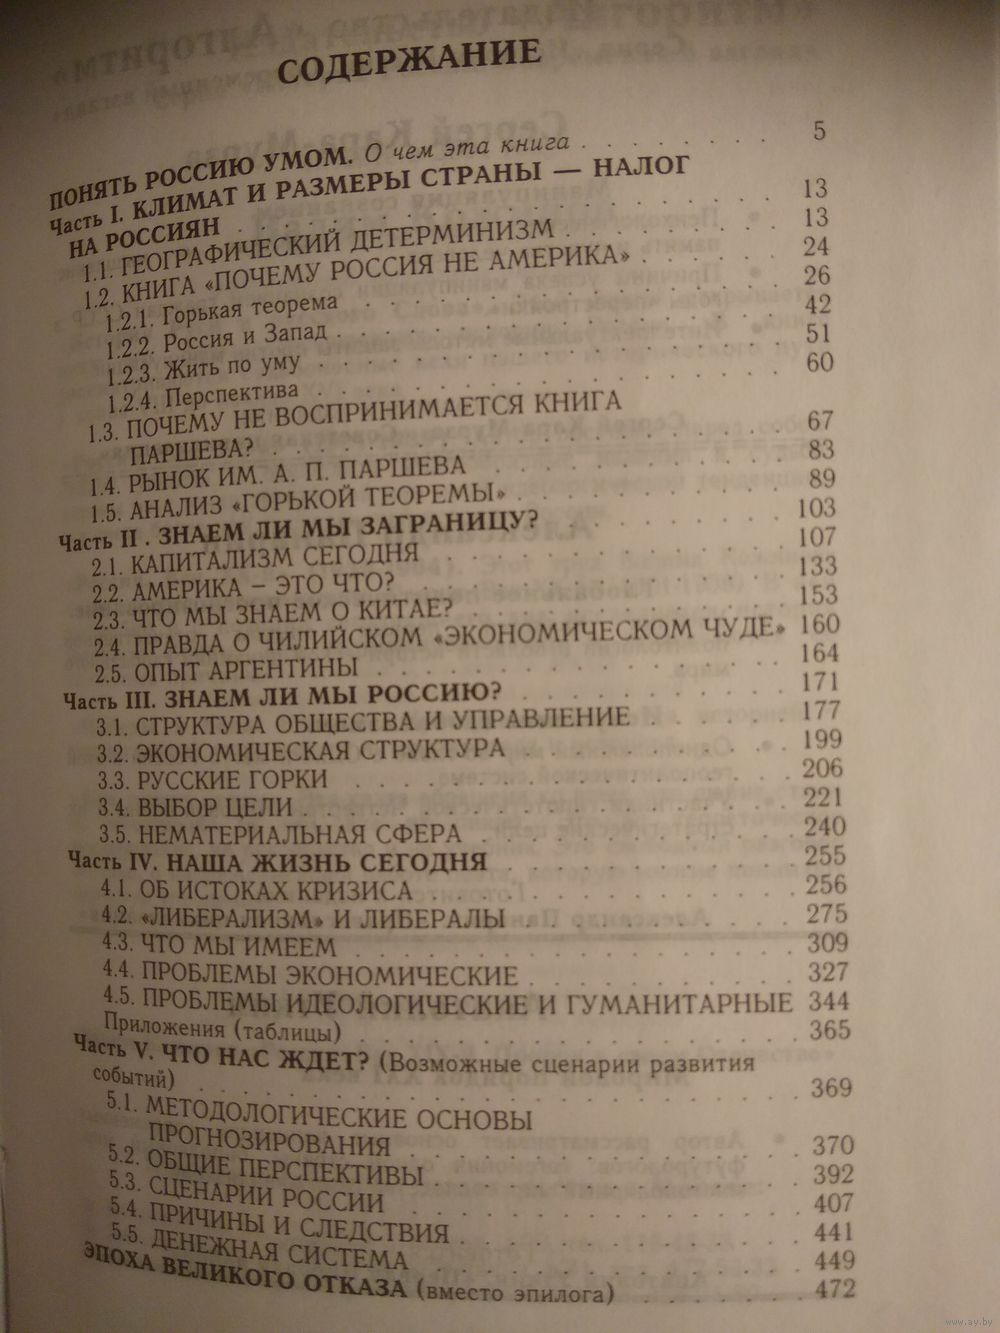 СОДЕРЖАНИЕ
ПОНЯТЬ РОССИЮ УМОМ. О чем эта книга . . . . . . . . 5
Часть I. КЛИМАТ И РАЗМЕРЫ СТРАНЫ — НАЛОГ
НА РОССИЯН . . . . . . . . . . . . . . . . . . . 13
1.1. ГЕОГРАФИЧЕСКИЙ ДЕТЕРМИНИЗМ . . . . . . . . 13
1.2. КНИГА «ПОЧЕМУ РОССИЯ НЕ АМЕРИКА» . . . . . 24
1.2.1. Горькая теорема . . . . . . . . . . . . . . . 26
1.2.2. Россия и Запад . . . . . . . . . . . . . . . 42
1.2.3. Жить по уму . . . . . . . . . . . . . . . . 51
1.2.4. Перспектива . . . . . . . . . . . . . . . . 60
1.3. ПОЧЕМУ НЕ ВОСПРИНИМАЕТСЯ КНИГА
ПАРШЕВА? . . . . . . . . . . . . . . . . . . 67
1.4. РЫНОК ИМ. А. П. ПАРШЕВА . . . . . . . . . . 83
1.5. АНАЛИЗ «ГОРЬКОЙ ТЕОРЕМЫ» . . . . . . . . . 89
Часть II . ЗНАЕМ ЛИ МЫ ЗАГРАНИЦУ? . . . . . . . . 103
2.1. КАПИТАЛИЗМ СЕГОДНЯ . . . . . . . . . . . . 107
2.2. АМЕРИКА – ЭТО ЧТО? . . . . . . . . . . . . 133
2.3. ЧТО МЫ ЗНАЕМ О КИТАЕ? . . . . . . . . . . . 153
2.4. ПРАВДА О ЧИЛИЙСКОМ «ЭКОНОМИЧЕСКОМ ЧУДЕ» 160
2.5. ОПЫТ АРГЕНТИНЫ . . . . . . . . . . . . . . 164
Часть III. ЗНАЕМ ЛИ МЫ РОССИЮ? . . . . . . . . . . 171
3.1. СТРУКТУРА ОБЩЕСТВА И УПРАВЛЕНИЕ . . . . . 177
3.2. ЭКОНОМИЧЕСКАЯ СТРУКТУРА . . . . . . . . . . 199
3.3. РУССКИЕ ГОРКИ . . . . . . . . . . . . . . . 206
3.4. ВЫБОР ЦЕЛИ . . . . . . . . . . . . . . . . . 221
3.5. НЕМАТЕРИАЛЬНАЯ СФЕРА . . . . . . . . . . . 240
Часть IV. НАША ЖИЗНЬ СЕГОДНЯ . . . . . . . . . . . 255
4.1. ОБ ИСТОКАХ КРИЗИСА . . . . . . . . . . . . . 256
4.2. «ЛИБЕРАЛИЗМ» И ЛИБЕРАЛЫ . . . . . . . . . . 275
4.3. ЧТО МЫ ИМЕЕМ . . . . . . . . . . . . . . . . 309
4.4. ПРОБЛЕМЫ ЭКОНОМИЧЕСКИЕ . . . . . . . . . . 327
4.5. ПРОБЛЕМЫ ИДЕОЛОГИЧЕСКИЕ И ГУМАНИТАРНЫЕ 344
Приложения (таблицы) . . . . . . . . . . . . . . . . 365
Часть V. ЧТО НАС ЖДЕТ? (Возможные сценарии развития
событий) . . . . . . . . . . . . . . . . . . . . . 369
5.1. МЕТОДОЛОГИЧЕСКИЕ ОСНОВЫ
ПРОГНОЗИРОВАНИЯ . . . . . . . . . . . . . . 370
5.2. ОБЩИЕ ПЕРСПЕКТИВЫ . . . . . . . . . . . . . 392
5.3. СЦЕНАРИИ РОССИИ . . . . . . . . . . . . . . 407
5.4. ПРИЧИНЫ И СЛЕДСТВИЯ . . . . . . . . . . . . 441
5.5. ДЕНЕЖНАЯ СИСТЕМА . . . . . . . . . . . . . 449
ЭПОХА ВЕЛИКОГО ОТКАЗА (вместо эпилога) . . . . . . . 472
www.ay.by